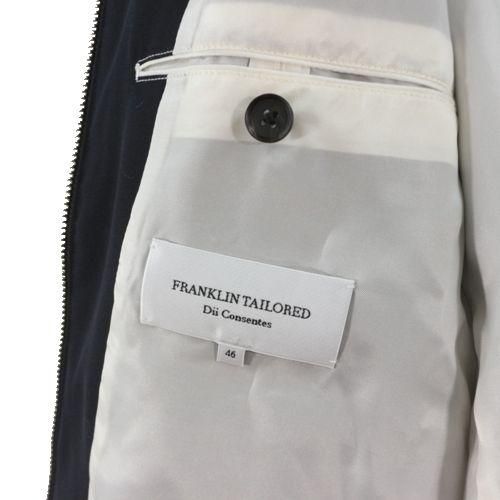 FRANKLIN TAILORED
Dii Consentes
46